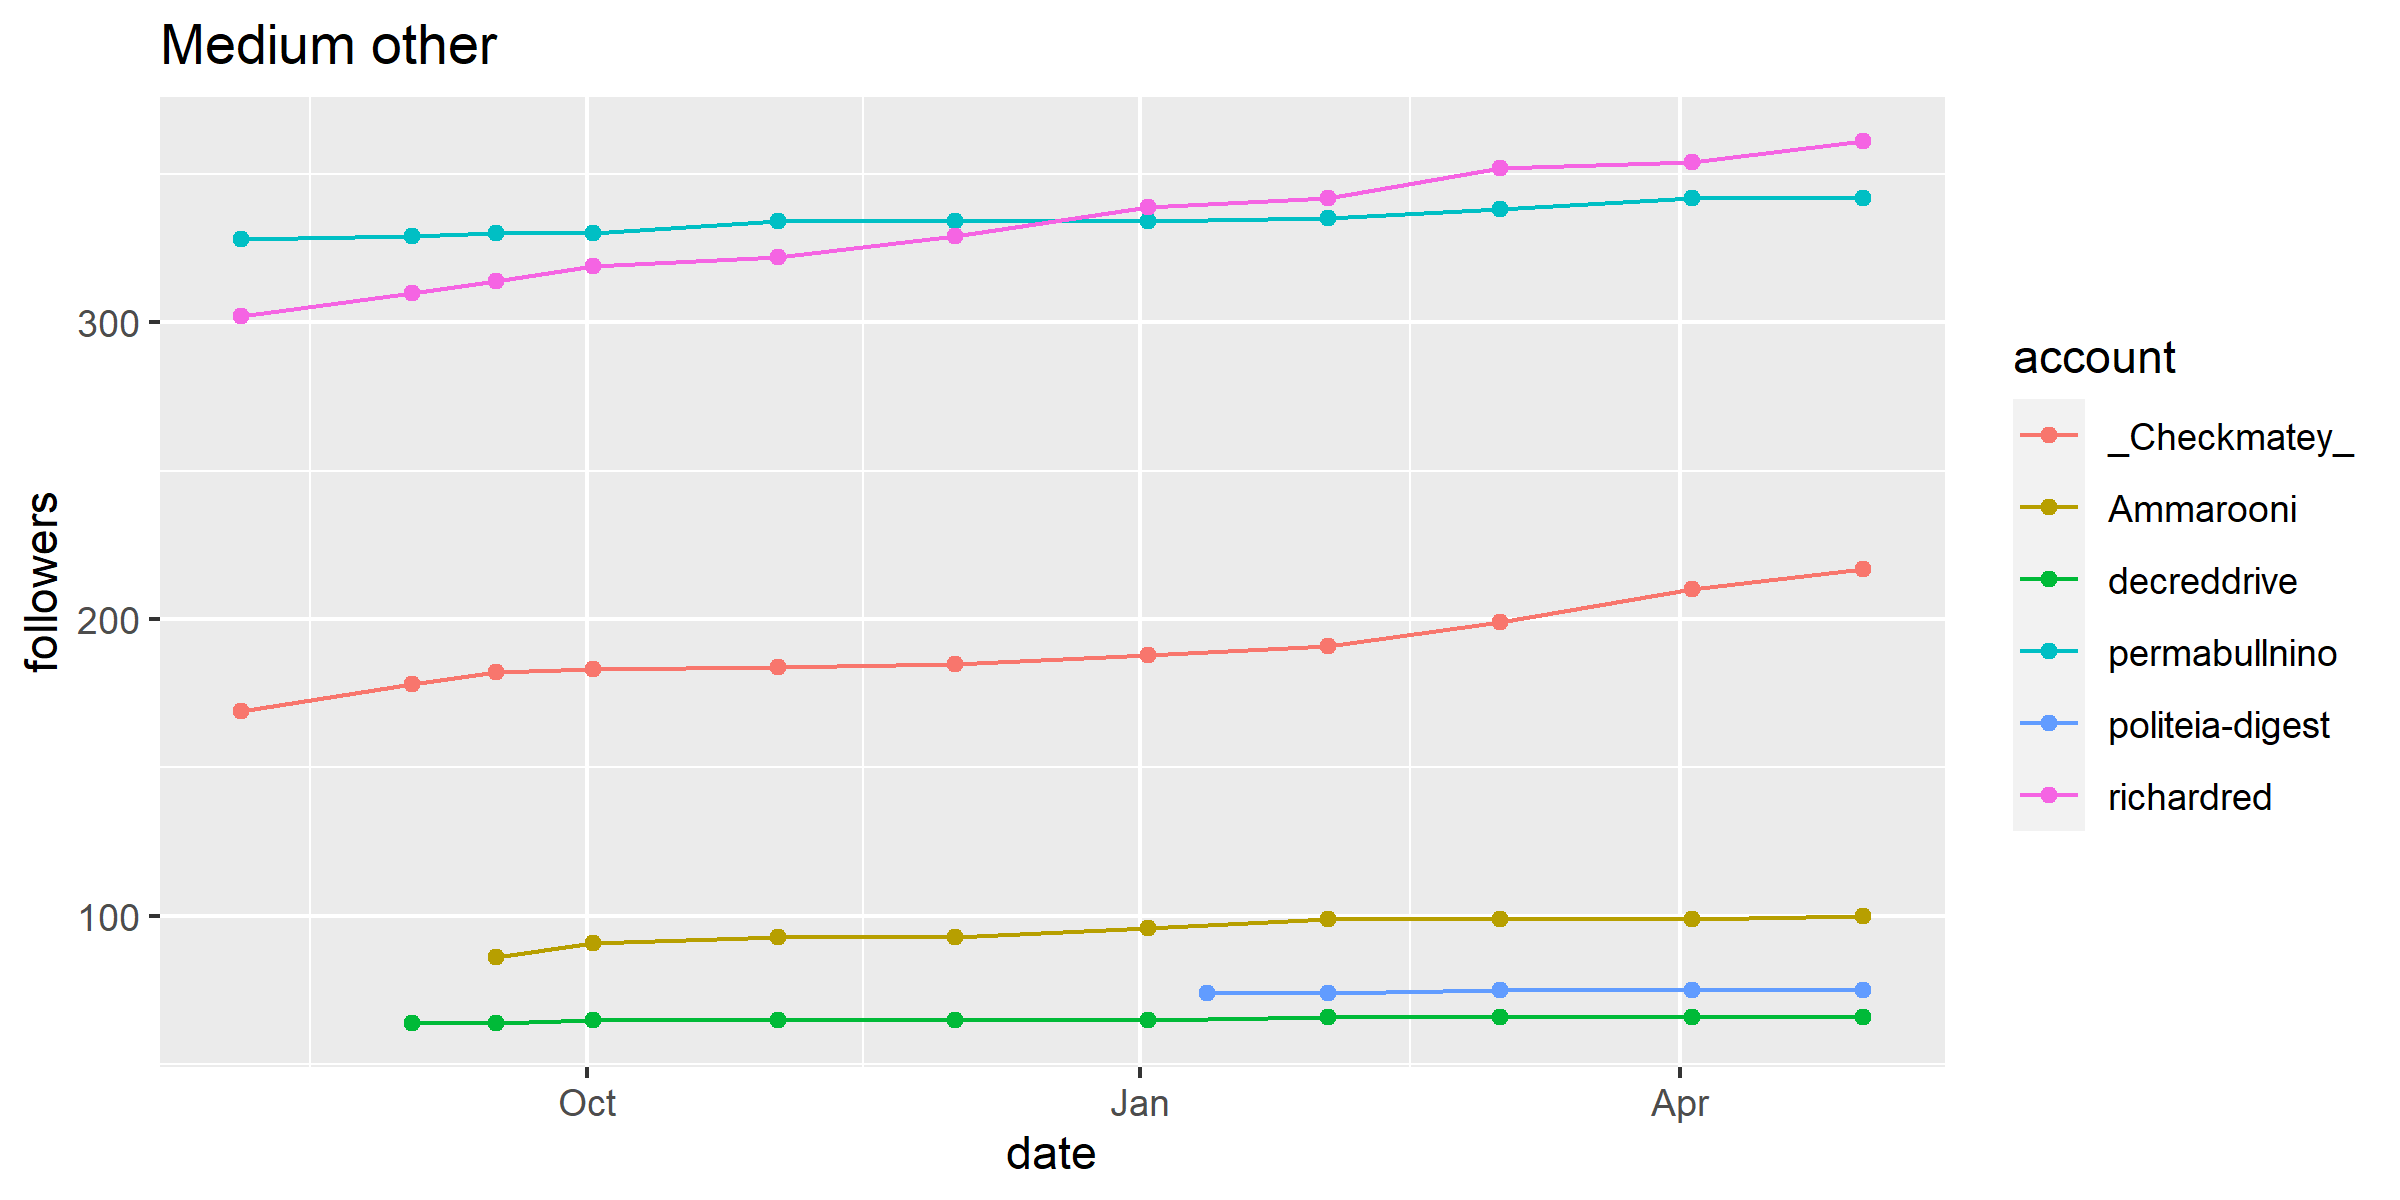 Medium other
followers
300
200
100
Oct
Jan
Apr
date
account
_Checkmatey_
Ammarooni
decreddrive
permabullnino
politeia-digest
richardred